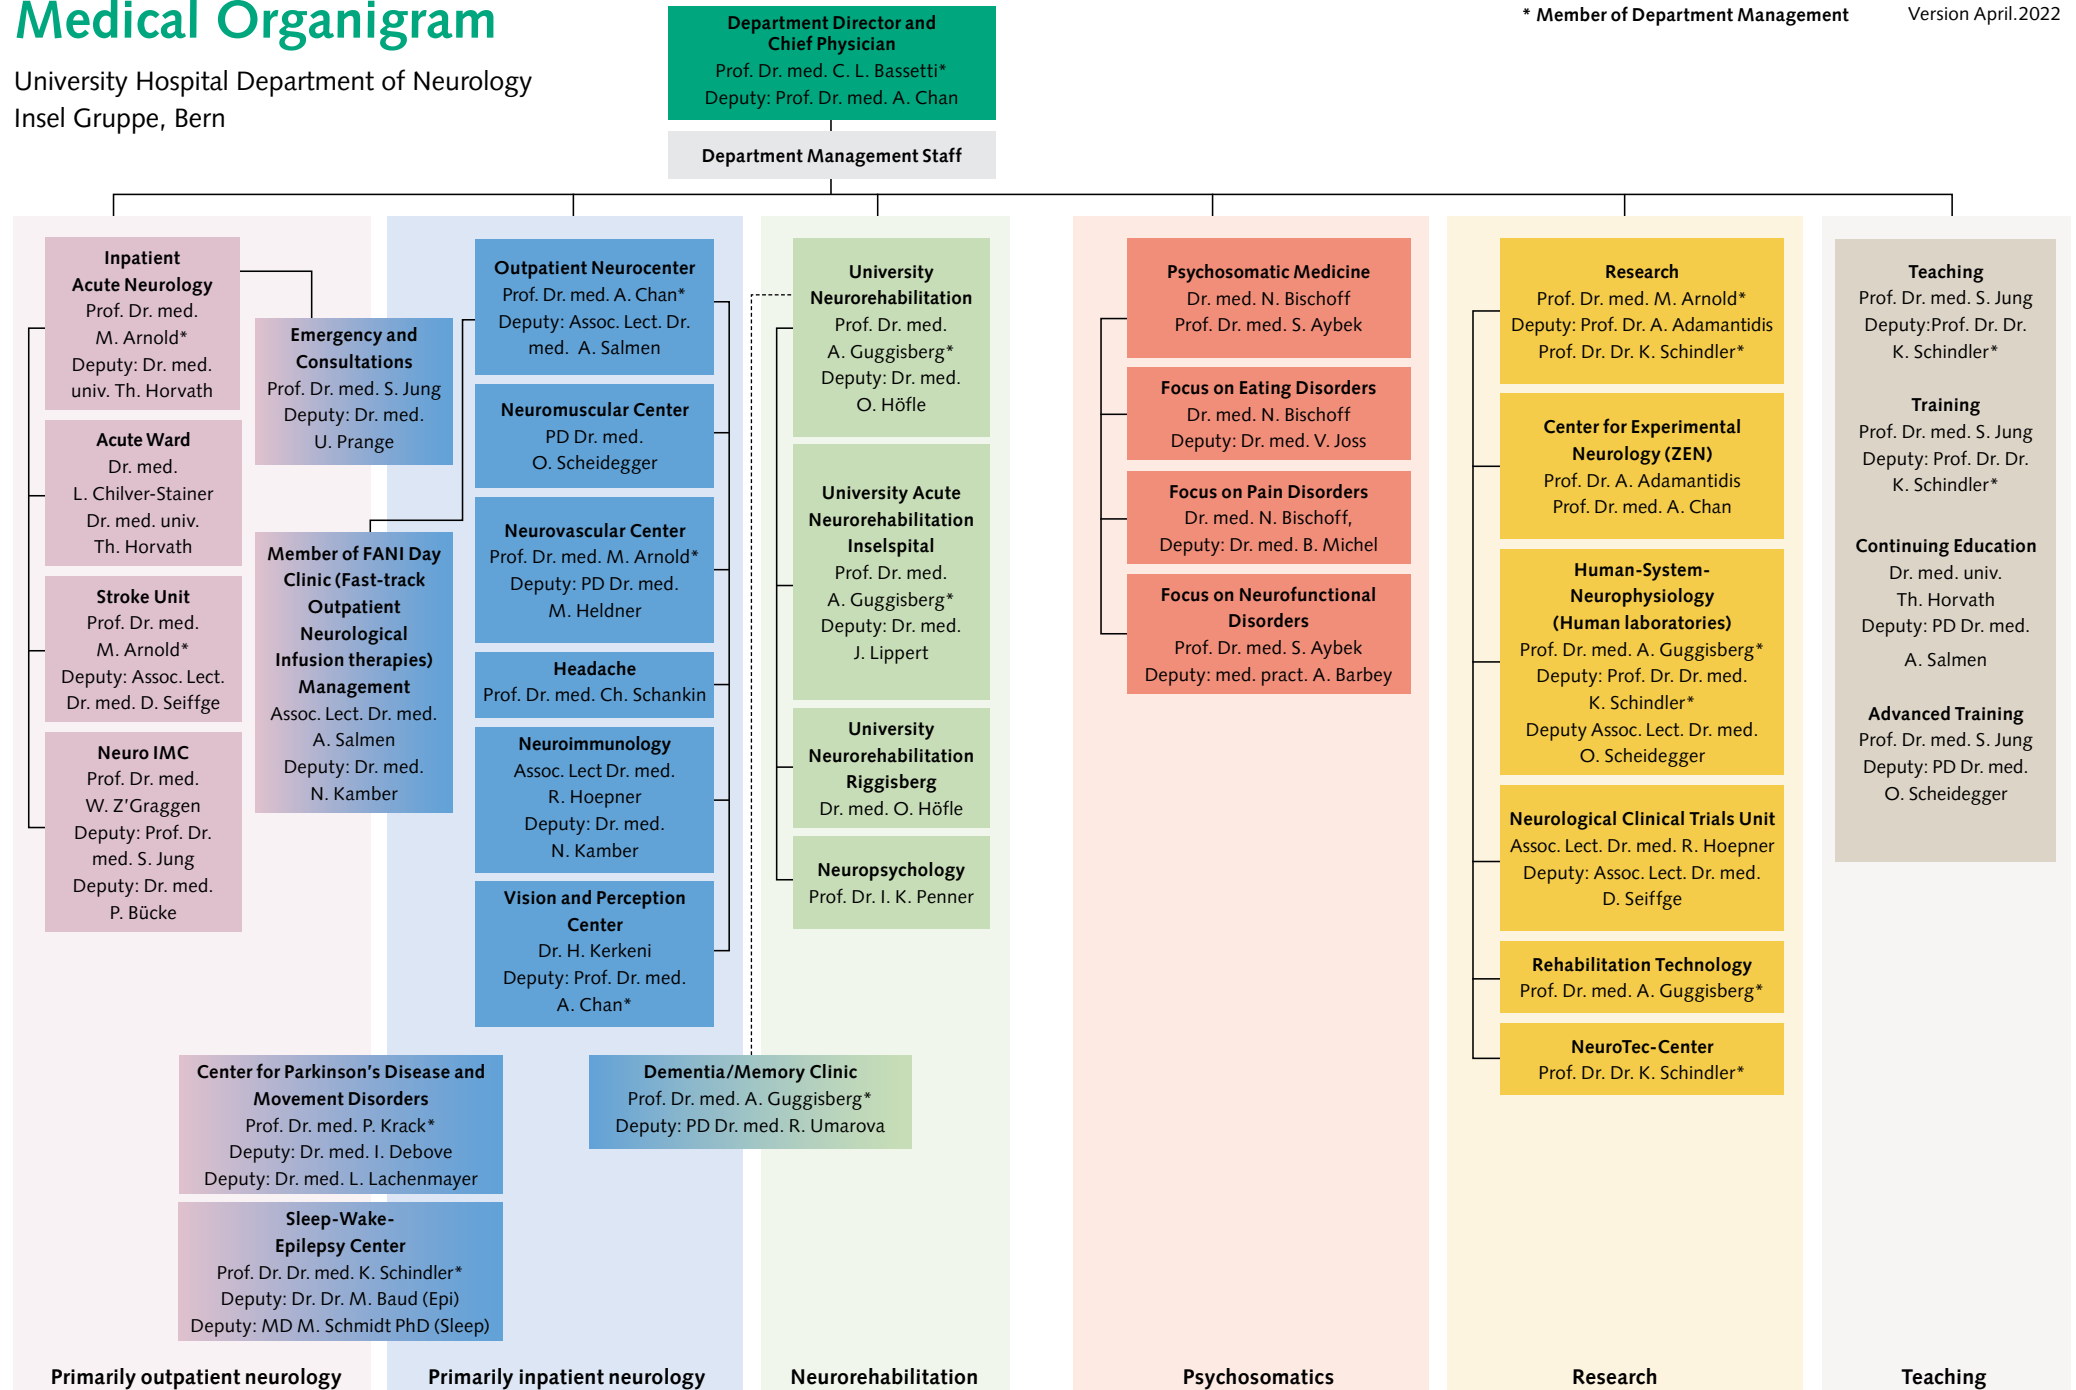 Medical Organigram
University Hospital Department of Neurology
Insel Gruppe, Bern
Department Director and
Chief Physician
Prof. Dr. med. C. L. Bassetti*
Deputy: Prof. Dr. med. A. Chan
* Member of Department Management
Version April.2022
Department Management Staff
Inpatient
Acute Neurology
Prof. Dr. med.
M. Arnold*
Deputy: Dr. med.
univ. Th. Horvath
Acute Ward
Dr. med.
L. Chilver-Stainer
Dr. med. univ.
Th. Horvath
Stroke Unit
Prof. Dr. med.
M. Arnold*
Deputy: Assoc. Lect.
Dr. med. D. Seiffge
Neuro IMC
Prof. Dr. med.
W. Z'Graggen
Deputy: Prof. Dr.
med. S. Jung
Deputy: Dr. med.
P. Bücke
Emergency and
Consultations
Prof. Dr. med. S. Jung
Deputy: Dr. med.
U. Prange
Member of FANI Day
Clinic (Fast-track
Outpatient
Neurological
Infusion therapies)
Management
Assoc. Lect. Dr. med.
A. Salmen
Deputy: Dr. med.
N. Kamber
Outpatient Neurocenter
Prof. Dr. med. A. Chan*
Deputy: Assoc. Lect. Dr.
med. A. Salmen
Neuromuscular Center
PD Dr. med.
O. Scheidegger
Neurovascular Center
Prof. Dr. med. M. Arnold*
Deputy: PD Dr. med.
M. Heldner
Headache
Prof. Dr. med. Ch. Schankin
Neuroimmunology
Assoc. Lect Dr. med.
R. Hoepner
Deputy: Dr. med.
N. Kamber
Vision and Perception
Center
Dr. H. Kerkeni
Deputy: Prof. Dr. med.
A. Chan*
Center for Parkinson's Disease and
Movement Disorders
Prof. Dr. med. P. Krack*
Deputy: Dr. med. I. Debove
Deputy: Dr. med. L. Lachenmayer
Sleep-Wake-
Epilepsy Center
Prof. Dr. Dr. med. K. Schindler*
Deputy: Dr. Dr. M. Baud (Epi)
Deputy: MD M. Schmidt PhD (Sleep)
University
Neurorehabilitation
Prof. Dr. med.
A. Guggisberg*
Deputy: Dr. med.
O. Höfle
University Acute
Neurorehabilitation
Inselspital
Prof. Dr. med.
A. Guggisberg*
Deputy: Dr. med.
J. Lippert
University
Neurorehabilitation
Riggisberg
Dr. med. O. Höfle
Neuropsychology
Prof. Dr. I. K. Penner
Dementia/Memory Clinic
Prof. Dr. med. A. Guggisberg*
Deputy: PD Dr. med. R. Umarova
Psychosomatic Medicine
Dr. med. N. Bischoff
Prof. Dr. med. S. Aybek
Focus on Eating Disorders
Dr. med. N. Bischoff
Deputy: Dr. med. V. Joss
Focus on Pain Disorders
Dr. med. N. Bischoff,
Deputy: Dr. med. B. Michel
Focus on Neurofunctional
Disorders
Prof. Dr. med. S. Aybek
Deputy: med. pract. A. Barbey
Research
Prof. Dr. med. M. Arnold*
Deputy: Prof. Dr. A. Adamantidis
Prof. Dr. Dr. K. Schindler*
Center for Experimental
Neurology (ZEN)
Prof. Dr. A. Adamantidis
Prof. Dr. med. A. Chan
Human-System-
Neurophysiology
(Human laboratories)
Prof. Dr. med. A. Guggisberg*
Deputy: Prof. Dr. Dr. med.
K. Schindler*
Deputy Assoc. Lect. Dr. med.
O. Scheidegger
Neurological Clinical Trials Unit
Assoc. Lect. Dr. med. R. Hoepner
Deputy: Assoc. Lect. Dr. med.
D. Seiffge
Rehabilitation Technology
Prof. Dr. med. A. Guggisberg*
NeuroTec-Center
Prof. Dr. Dr. K. Schindler*
Teaching
Prof. Dr. med. S. Jung
Deputy:Prof. Dr. Dr.
K. Schindler*
Training
Prof. Dr. med. S. Jung
Deputy: Prof. Dr. Dr.
K. Schindler*
Continuing Education
Dr. med. univ.
Th. Horvath
Deputy: PD Dr. med.
A. Salmen
Advanced Training
Prof. Dr. med. S. Jung
Deputy: PD Dr. med.
O. Scheidegger
Primarily outpatient neurology
Primarily inpatient neurology
Neurorehabilitation
Psychosomatics
Research
Teaching